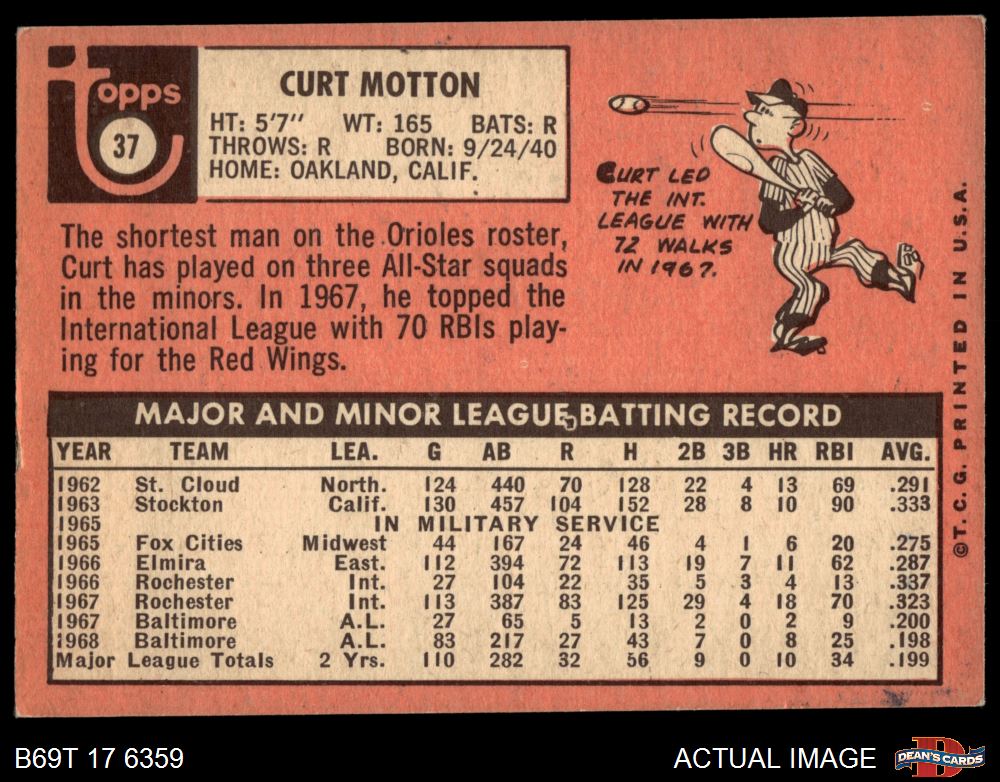 topps
37
CURT MOTTON
HT: 5'7" WT: 165 BATS: R
THROWS: R BORN: 9/24/40
HOME: OAKLAND, CALIF.
CURT LED
THE INT.
LEAGUE WITH
72 WALKS
IN 1967.
The shortest man on the Orioles roster,
Curt has played on three All-Star squads
in the minors. In 1967, he topped the
International League with 70 RBIs play-
ing for the Red Wings.
MAJOR AND MINOR LEAGUE BATTING RECORD
YEAR TEAM LEA. G AB R H 2B 3B HR RBI AVG.
1962 St. Cloud North. 124 440 70 128 22 4 13 69 .291
1963 Stockton Calif. 130 457 104 152 28 8 10 90 .333
1965 IN MILITARY SERVICE
1965 Fox Cities Midwest 44 167 24 46 4 1 6 20 .275
1966 Elmira East. 112 394 72 113 19 7 11 62 .287
1966 Rochester Int. 27 104 22 35 5 3 4 13 .337
1967 Rochester Int. 113 387 83 125 29 4 18 70 .323
1967 Baltimore A.L. 27 65 5 13 2 0 2 9 .200
1968 Baltimore A.L. 83 217 27 43 7 0 8 25 .198
Major League Totals 2 Yrs. 110 282 32 56 9 0 10 34 .199
© T. C. G. PRINTED IN U. S. A.
B69T 17 6359
ACTUAL IMAGE
D
DEAN'S CARDS